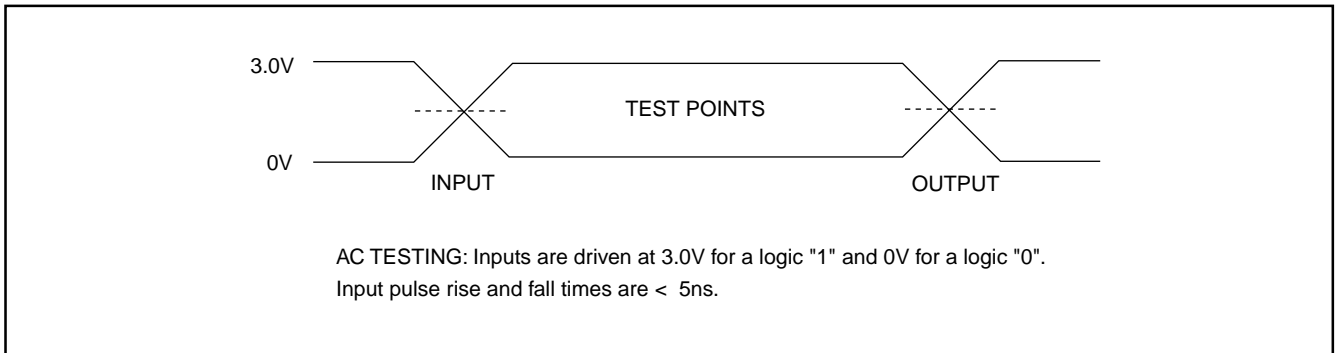 3.0V
TEST POINTS
0V
INPUT
OUTPUT
AC TESTING: Inputs are driven at 3.0V for a logic "1" and 0V for a logic "0".
Input pulse rise and fall times are < 5ns.